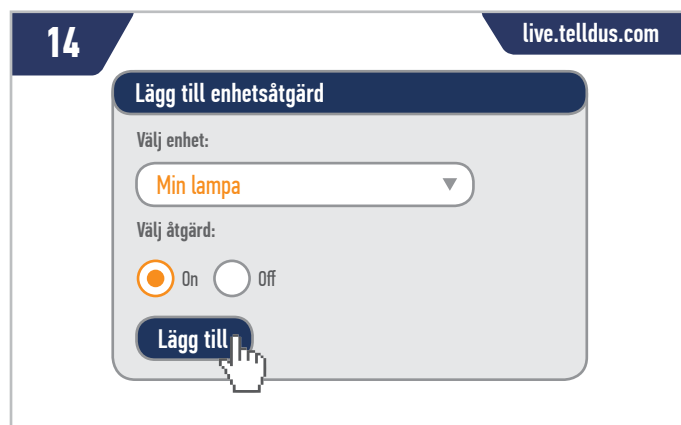 14
live.telldus.com
Lägg till enhetsåtgärd
Välj enhet:
Min lampa
Välj åtgärd:
On Off
Lägg till